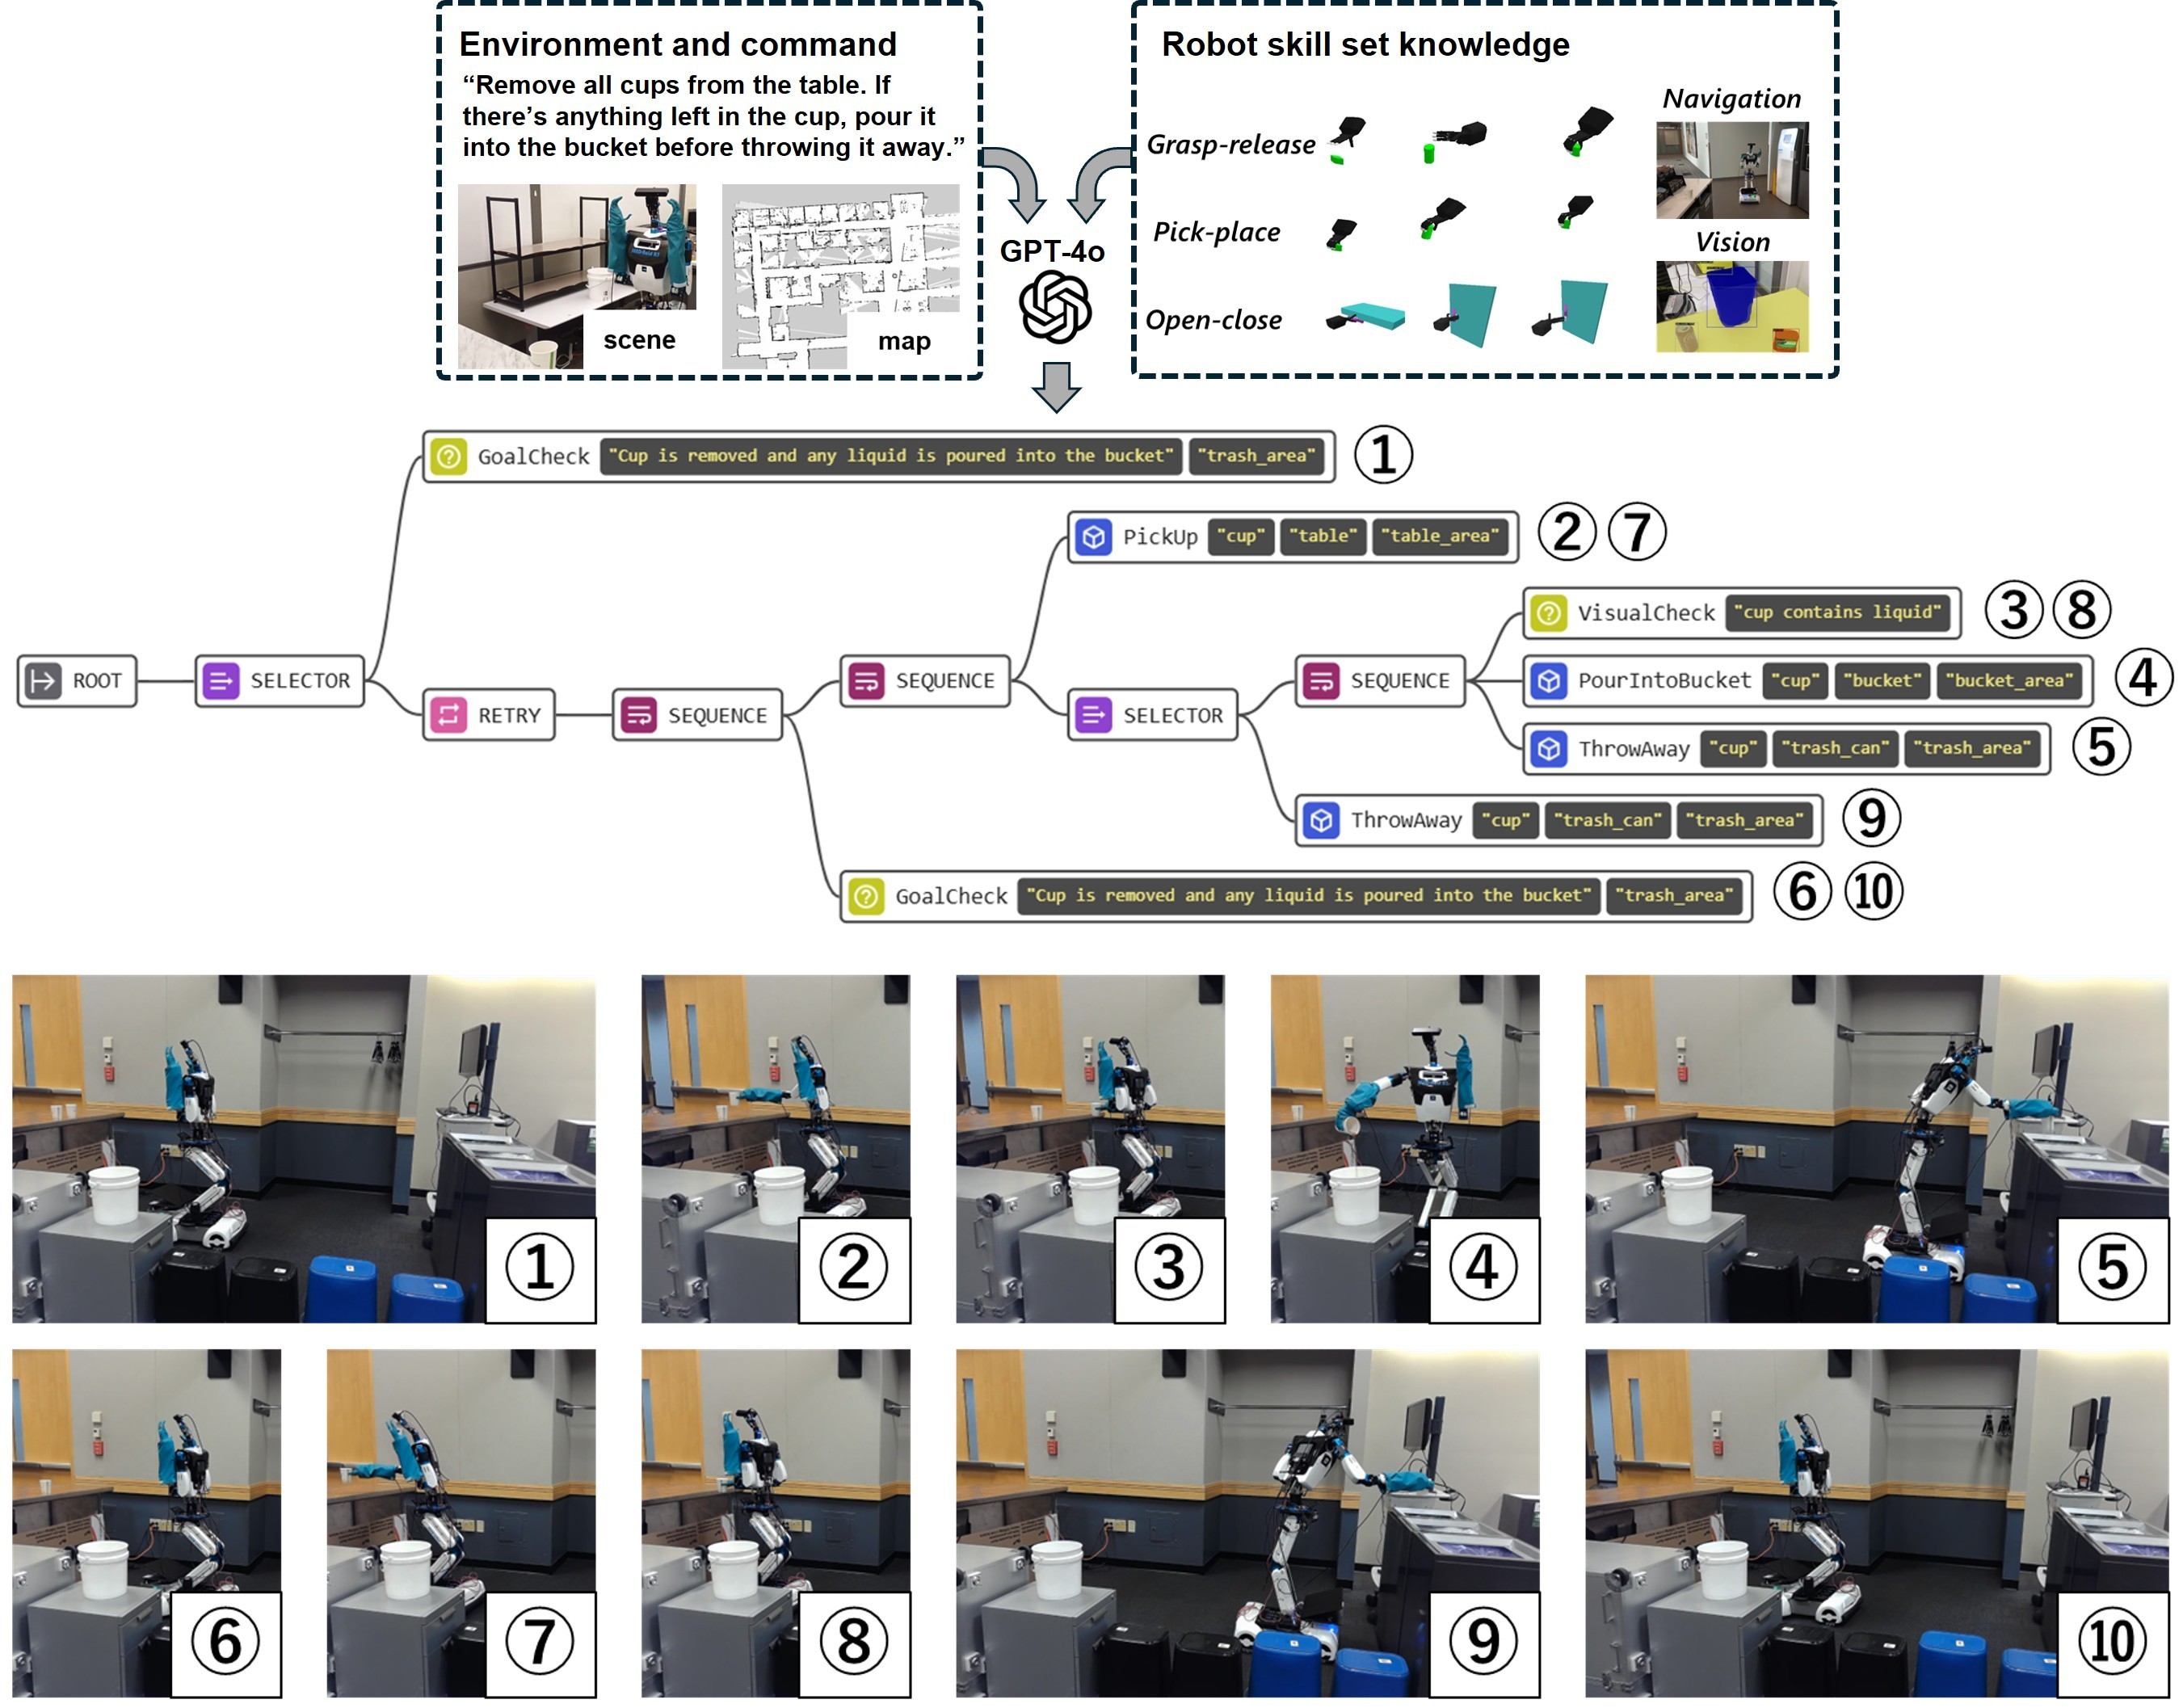 Environment and command
“Remove all cups from the table. If
there’s anything left in the cup, pour it
into the bucket before throwing it away.”
scene
map
Robot skill set knowledge
Grasp-release
Pick-place
Open-close
Navigation
Vision
GPT-4o
GoalCheck "Cup is removed and any liquid is poured into the bucket" "trash_area" ①
PickUp "cup" "table" "table_area" ② ⑦
VisualCheck "cup contains liquid" ③ ⑧
ROOT
SELECTOR
SEQUENCE
SEQUENCE
PourIntoBucket "cup" "bucket" "bucket_area" ④
RETRY
SEQUENCE
SELECTOR
ThrowAway "cup" "trash_can" "trash_area" ⑤
ThrowAway "cup" "trash_can" "trash_area" ⑨
GoalCheck "Cup is removed and any liquid is poured into the bucket" "trash_area" ⑥ ⑩
①
②
③
④
⑤
⑥
⑦
⑧
⑨
⑩